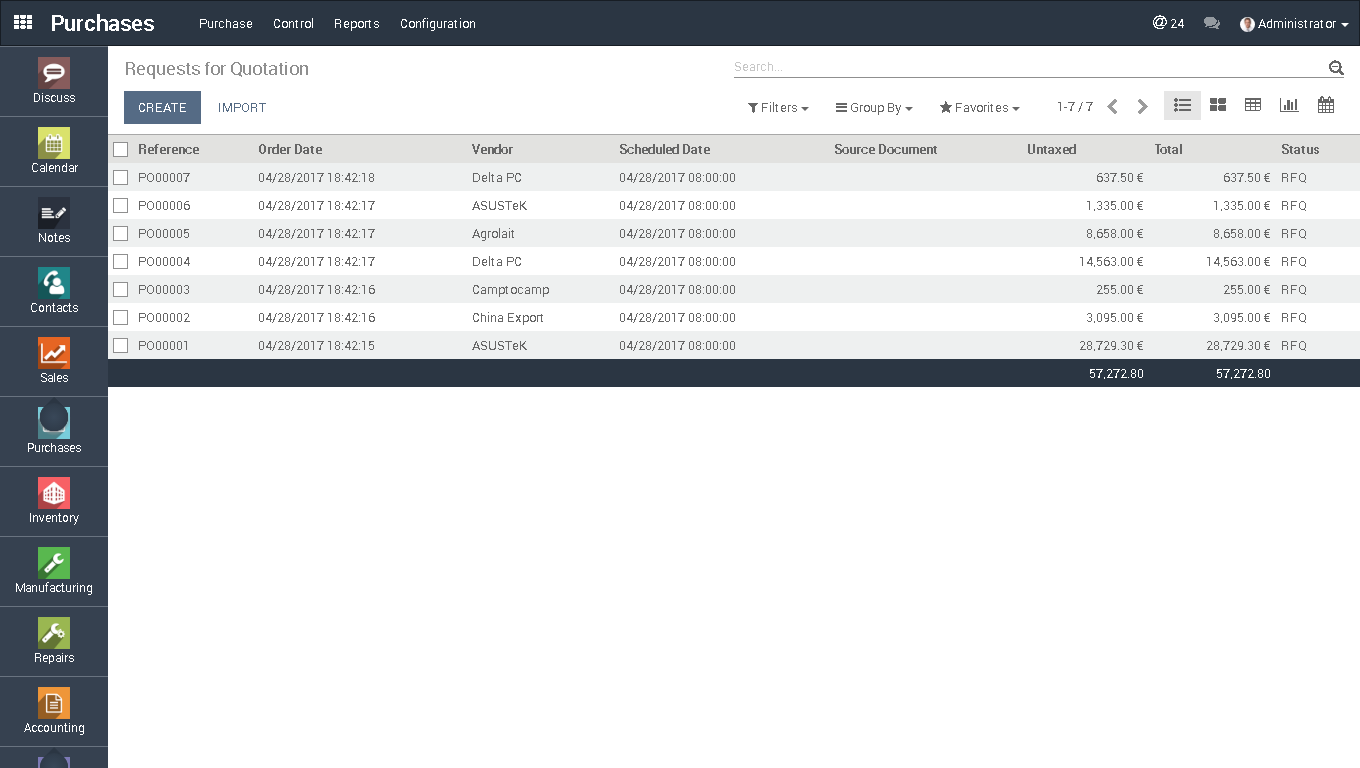 Purchases Purchase Control Reports Configuration @ 24 Administrator
Discuss
Calendar
Notes
Contacts
Sales
Purchases
Inventory
Manufacturing
Repairs
Accounting
Requests for Quotation Search...
CREATE IMPORT Filters Group By Favorites 1-7 / 7
Reference Order Date Vendor Scheduled Date Source Document Untaxed Total Status
PO00007 04/28/2017 18:42:18 Delta PC 04/28/2017 08:00:00 637.50 € 637.50 € RFQ
PO00006 04/28/2017 18:42:17 ASUSTeK 04/28/2017 08:00:00 1,335.00 € 1,335.00 € RFQ
PO00005 04/28/2017 18:42:17 Agrolait 04/28/2017 08:00:00 8,658.00 € 8,658.00 € RFQ
PO00004 04/28/2017 18:42:17 Delta PC 04/28/2017 08:00:00 14,563.00 € 14,563.00 € RFQ
PO00003 04/28/2017 18:42:16 Camptocamp 04/28/2017 08:00:00 255.00 € 255.00 € RFQ
PO00002 04/28/2017 18:42:16 China Export 04/28/2017 08:00:00 3,095.00 € 3,095.00 € RFQ
PO00001 04/28/2017 18:42:15 ASUSTeK 04/28/2017 08:00:00 28,729.30 € 28,729.30 € RFQ
57,272.80 57,272.80